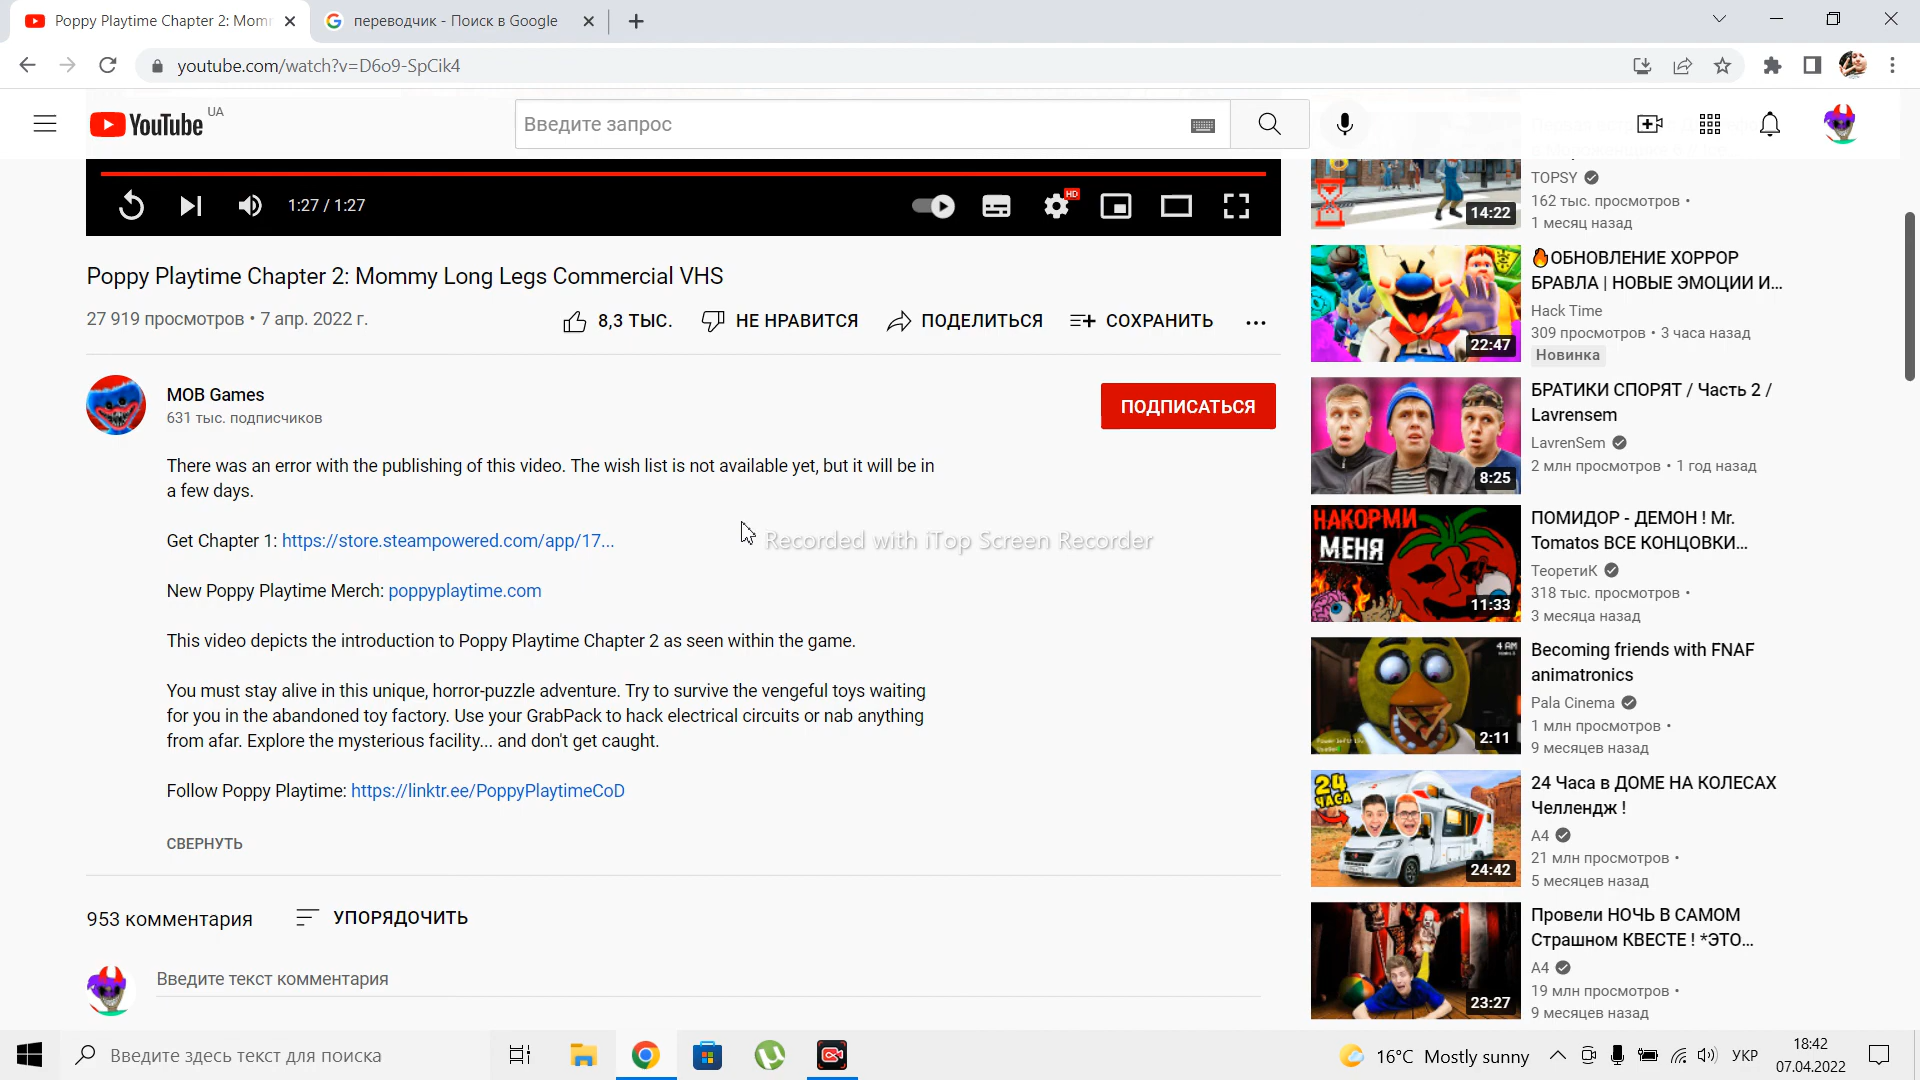 Poppy Playtime Chapter 2: Momm
переводчик - Поиск в Google
youtube.com/watch?v=D6o9-SpCik4
YouTube UA
Введите запрос
1:27 / 1:27
HD
Poppy Playtime Chapter 2: Mommy Long Legs Commercial VHS
27 919 просмотров • 7 апр. 2022 г.
8,3 ТЫС.
НЕ НРАВИТСЯ
ПОДЕЛИТЬСЯ
СОХРАНИТЬ
MOB Games
631 тыс. подписчиков
ПОДПИСАТЬСЯ
There was an error with the publishing of this video. The wish list is not available yet, but it will be in
a few days.
Get Chapter 1: https://store.steampowered.com/app/17...
Recorded with iTop Screen Recorder
New Poppy Playtime Merch: poppyplaytime.com
This video depicts the introduction to Poppy Playtime Chapter 2 as seen within the game.
You must stay alive in this unique, horror-puzzle adventure. Try to survive the vengeful toys waiting
for you in the abandoned toy factory. Use your GrabPack to hack electrical circuits or nab anything
from afar. Explore the mysterious facility... and don't get caught.
Follow Poppy Playtime: https://linktr.ee/PoppyPlaytimeCoD
СВЕРНУТЬ
953 комментария
УПОРЯДОЧИТЬ
Введите текст комментария
TOPSY
162 тыс. просмотров •
1 месяц назад
14:22
🔥ОБНОВЛЕНИЕ ХОРРОР
БРАВЛА | НОВЫЕ ЭМОЦИИ И...
Hack Time
309 просмотров • 3 часа назад
Новинка
22:47
БРАТИКИ СПОРЯТ / Часть 2 /
Lavrensem
LavrenSem
2 млн просмотров • 1 год назад
8:25
НАКОРМИ
МЕНЯ
11:33
ПОМИДОР - ДЕМОН ! Mr.
Tomatos ВСЕ КОНЦОВКИ...
ТеоретиК
318 тыс. просмотров •
3 месяца назад
4 AM
2:11
Becoming friends with FNAF
animatronics
Pala Cinema
1 млн просмотров •
9 месяцев назад
24
ЧАСА
24:42
24 Часа в ДОМЕ НА КОЛЕСАХ
Челлендж !
A4
21 млн просмотров •
5 месяцев назад
23:27
Провели НОЧЬ В САМОМ
Страшном КВЕСТЕ ! *ЭТО...
A4
19 млн просмотров •
9 месяцев назад
Введите здесь текст для поиска
16°C Mostly sunny
УКР
18:42
07.04.2022